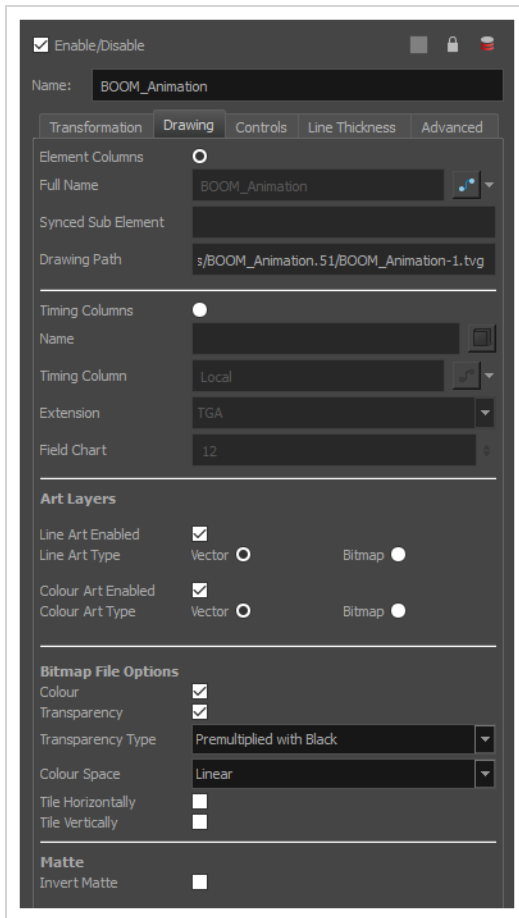 Enable/Disable
Name: BOOM_Animation
Transformation Drawing Controls Line Thickness Advanced
Element Columns
Full Name BOOM_Animation
Synced Sub Element
Drawing Path s/BOOM_Animation.51/BOOM_Animation-1.tvg
Timing Columns
Name
Timing Column Local
Extension TGA
Field Chart 12
Art Layers
Line Art Enabled
Line Art Type Vector Bitmap
Colour Art Enabled
Colour Art Type Vector Bitmap
Bitmap File Options
Colour
Transparency
Transparency Type Premultiplied with Black
Colour Space Linear
Tile Horizontally
Tile Vertically
Matte
Invert Matte